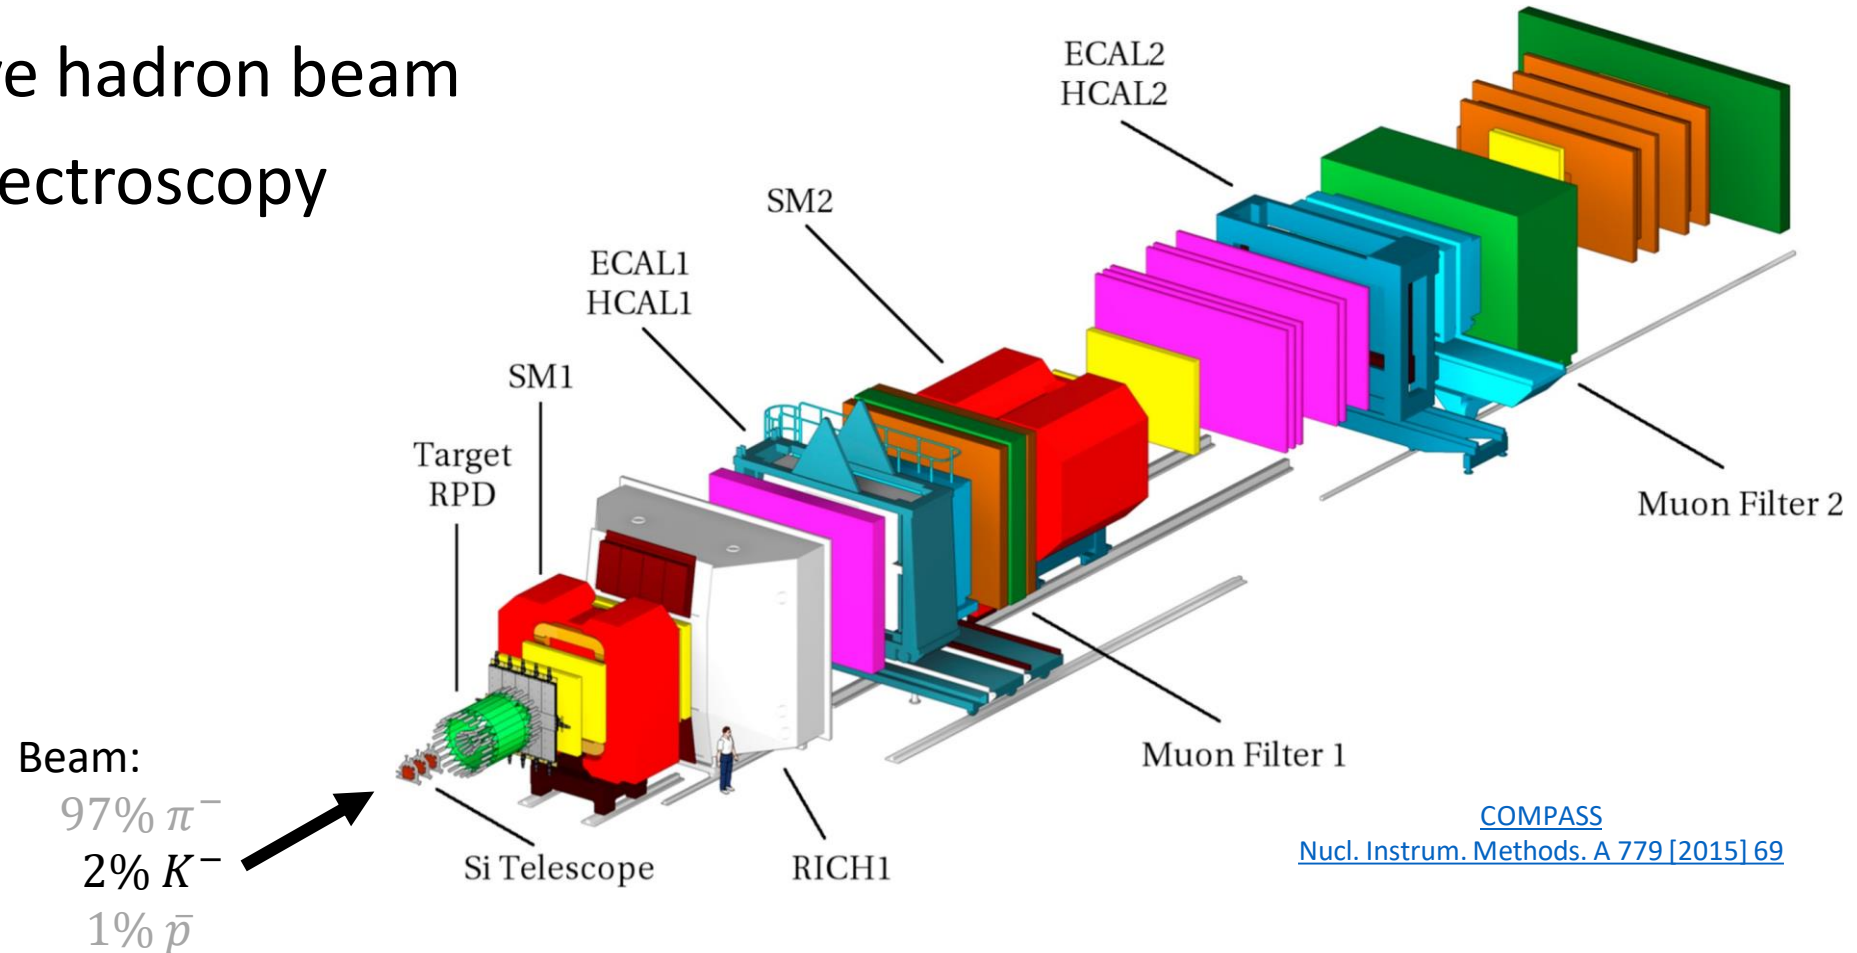 e hadron beam
ectroscopy
ECAL2
HCAL2
SM2
ECAL1
HCAL1
SM1
Target
RPD
Muon Filter 2
Muon Filter 1
Beam:
97% π⁻
2% K⁻
1% p̄
Si Telescope
RICH1
COMPASS
Nucl. Instrum. Methods. A 779 [2015] 69